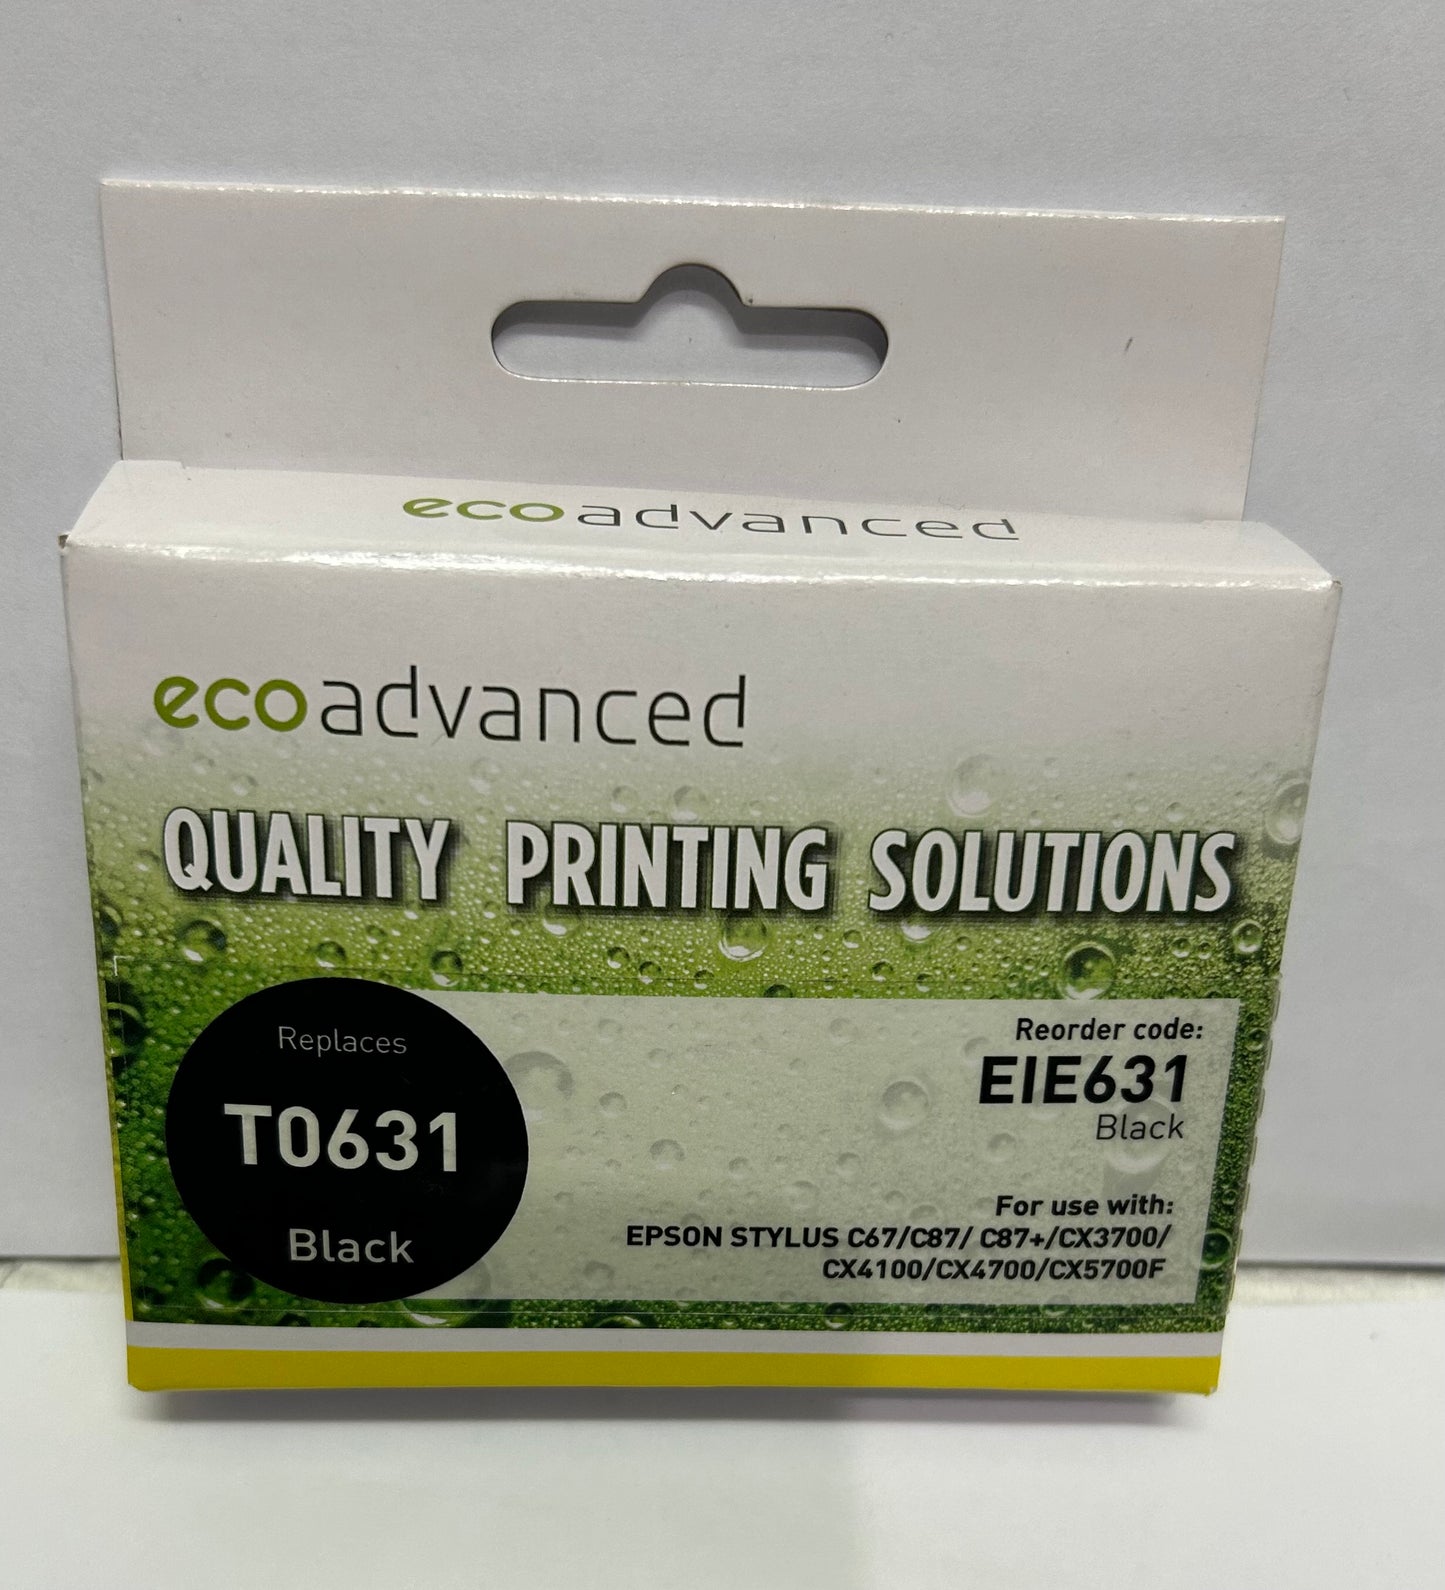 ecoadvanced
ecoadvanced
QUALITY PRINTING SOLUTIONS
Replaces
T0631
Black
Reorder code:
EIE631
Black
For use with:
EPSON STYLUS C67/C87/ C87+/CX3700/
CX4100/CX4700/CX5700F